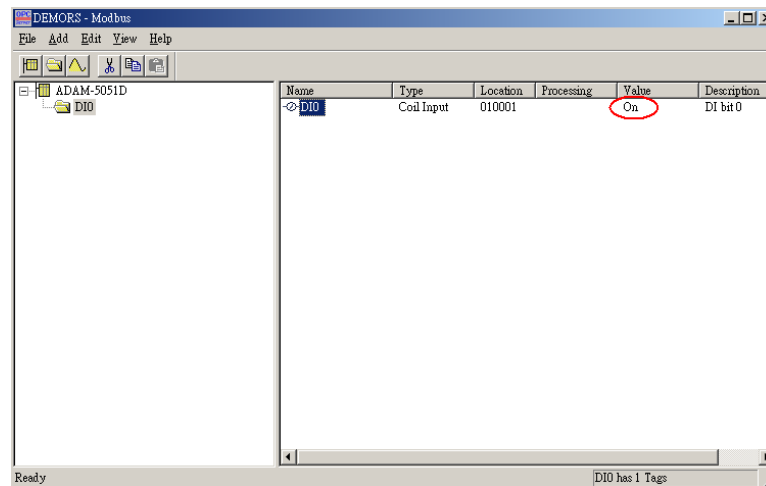 DEMORS - Modbus
File Add Edit View Help
ADAM-5051D
DI0
Name Type Location Processing Value Description
DI0 Coil Input 010001 On DI bit 0
Ready DI0 has 1 Tags